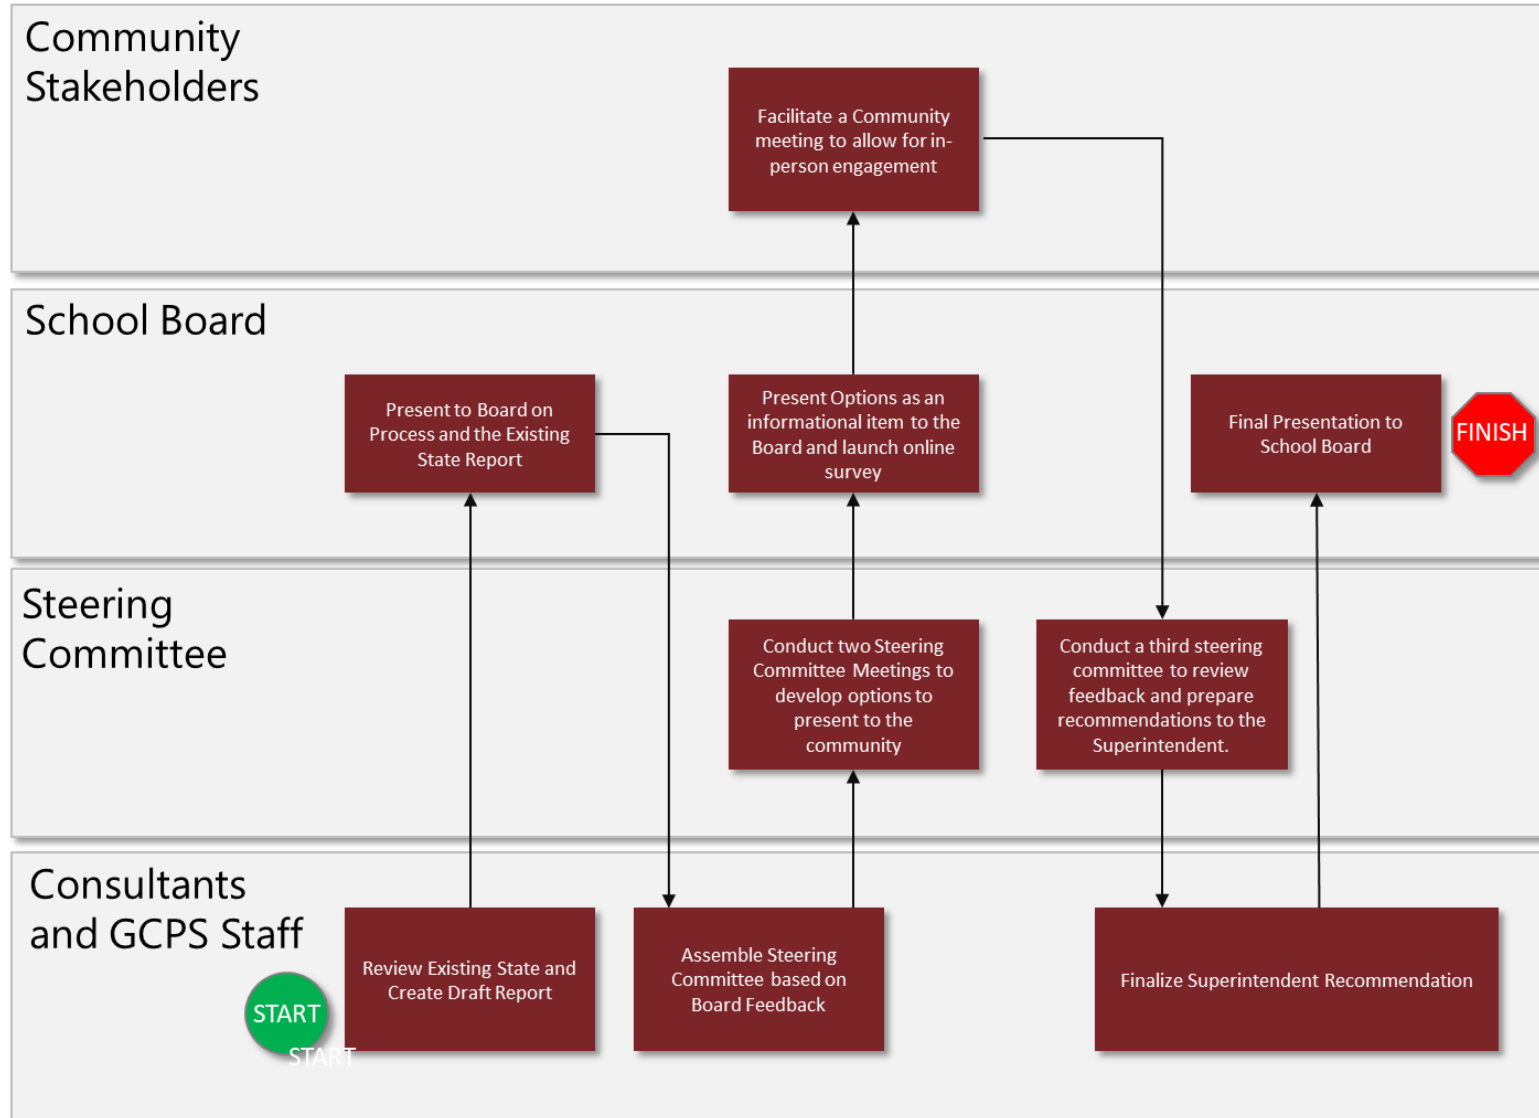 Community
Stakeholders
Facilitate a Community
meeting to allow for in-
person engagement
School Board
Present to Board on
Process and the Existing
State Report
Present Options as an
informational item to the
Board and launch online
survey
Final Presentation to
School Board
FINISH
Steering
Committee
Conduct two Steering
Committee Meetings to
develop options to
present to the
community
Conduct a third steering
committee to review
feedback and prepare
recommendations to the
Superintendent.
Consultants
and GCPS Staff
START
START
Review Existing State and
Create Draft Report
Assemble Steering
Committee based on
Board Feedback
Finalize Superintendent Recommendation